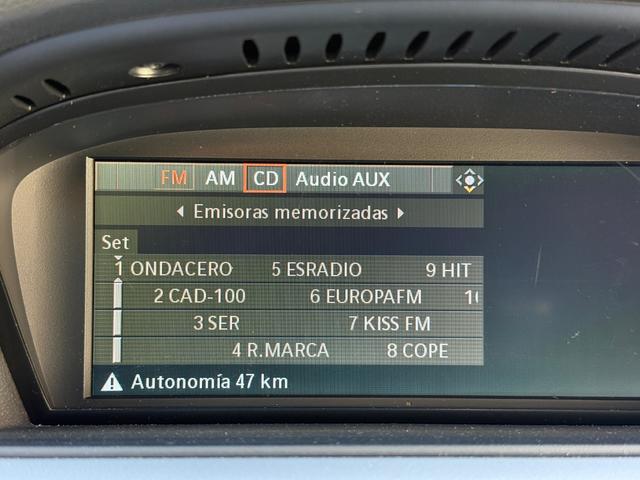 FM AM CD Audio AUX
Emisoras memorizadas
Set
1 ONDACERO 5 ESRADIO 9 HIT
2 CAD-100 6 EUROPAFM
3 SER 7 KISS FM
4 R.MARCA 8 COPE
Autonomía 47 km